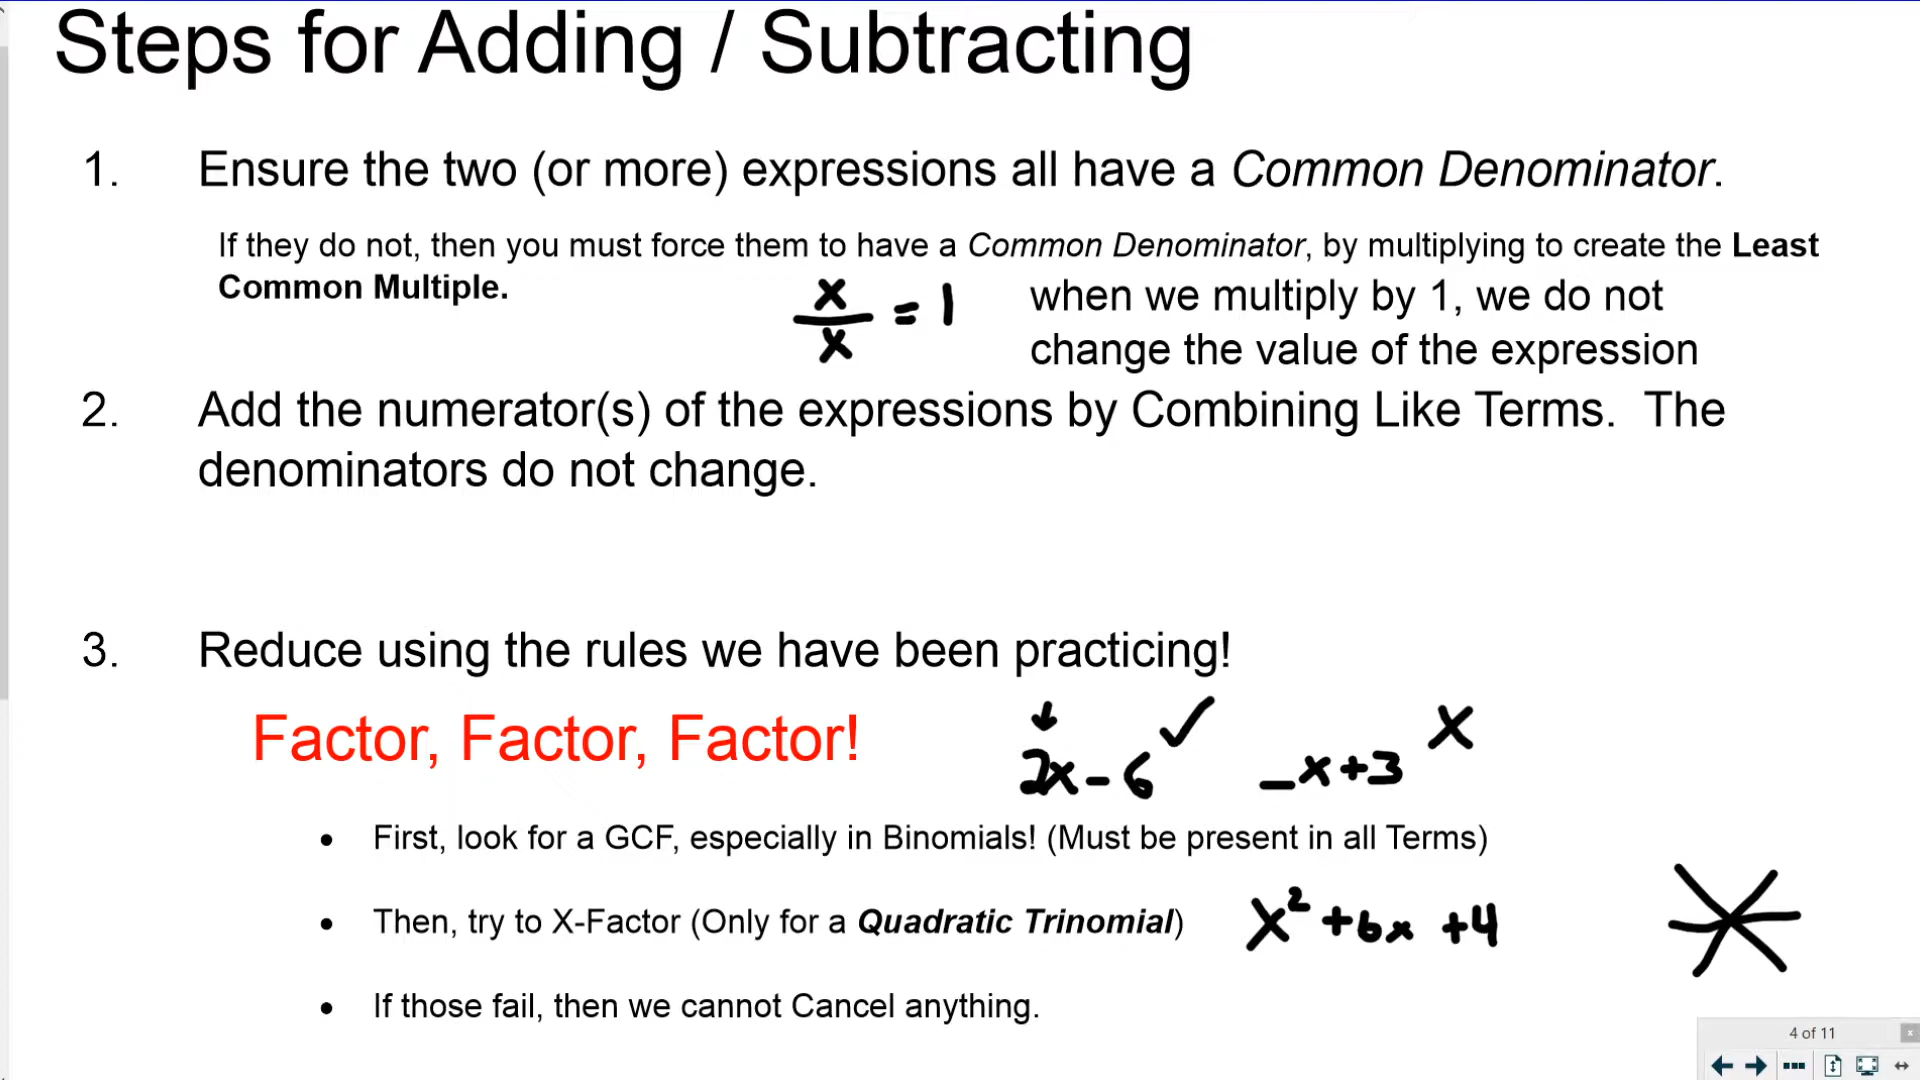 Steps for Adding / Subtracting
1. Ensure the two (or more) expressions all have a Common Denominator.
If they do not, then you must force them to have a Common Denominator, by multiplying to create the Least
Common Multiple.
x/x = 1
when we multiply by 1, we do not
change the value of the expression
2. Add the numerator(s) of the expressions by Combining Like Terms. The
denominators do not change.
3. Reduce using the rules we have been practicing!
Factor, Factor, Factor!
2x - 6 ✓
_x+3 X
• First, look for a GCF, especially in Binomials! (Must be present in all Terms)
• Then, try to X-Factor (Only for a Quadratic Trinomial)
x² + 6x + 4
• If those fail, then we cannot Cancel anything.
4 of 11